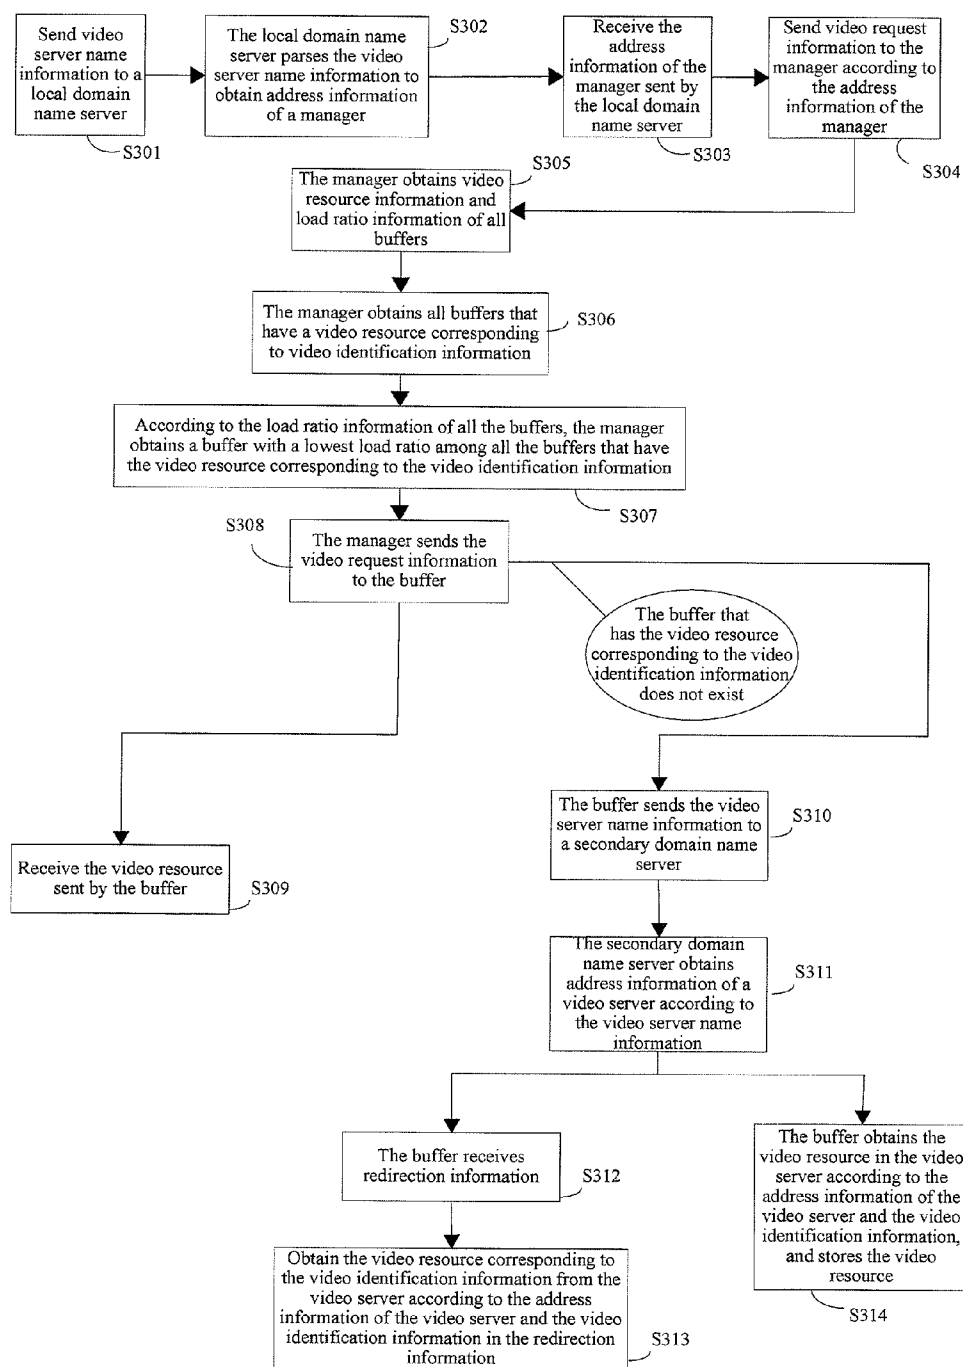 Send video
server name
information to a
local domain
name server
S301
The local domain name
server parses the video
server name information to
obtain address information
of a manager
S302
Receive the
address
information of the
manager sent by
the local domain
name server
S303
Send video request
information to the
manager according to
the address
information of the
manager
S304
S305
The manager obtains video
resource information and
load ratio information of all
buffers
The manager obtains all buffers that
have a video resource corresponding
to video identification information
S306
According to the load ratio information of all the buffers, the manager
obtains a buffer with a lowest load ratio among all the buffers that have
the video resource corresponding to the video identification information
S307
S308
The manager sends the
video request information
to the buffer
The buffer that
has the video resource
corresponding to the video
identification information
does not exist
The buffer sends the video
server name information to
a secondary domain name
server
S310
Receive the video resource
sent by the buffer
S309
The secondary domain
name server obtains
address information of a
video server according to
the video server name
information
S311
The buffer receives
redirection information
S312
The buffer obtains the
video resource in the video
server according to the
address information of the
video server and the video
identification information,
and stores the video
resource
S314
Obtain the video resource corresponding to
the video identification information from the
video server according to the address
information of the video server and the video
identification information in the redirection
information
S313